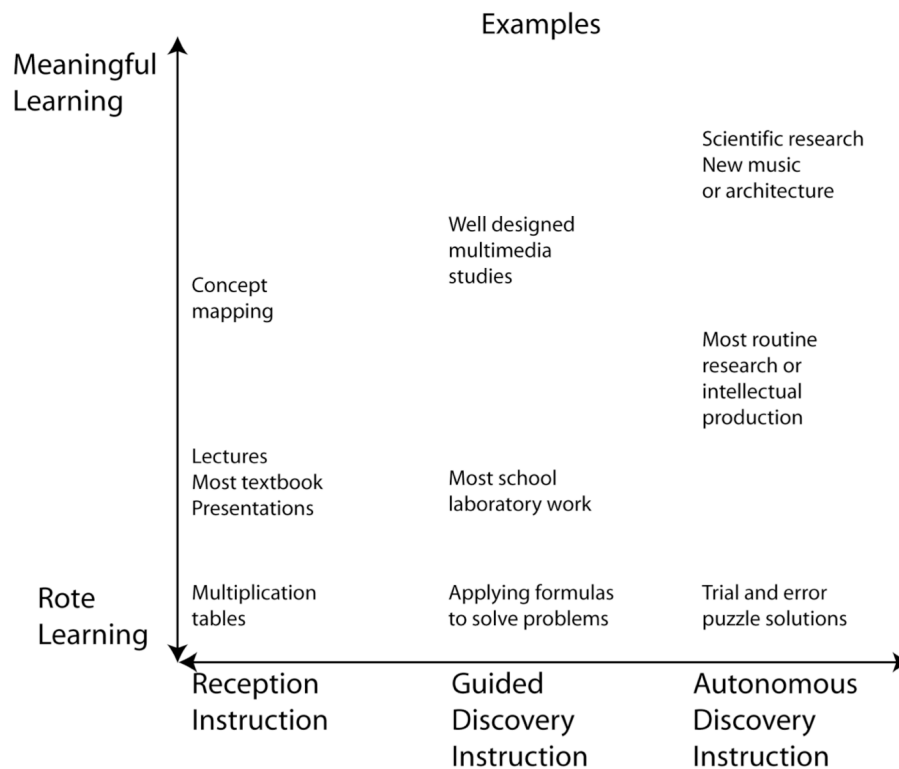 Examples
Meaningful
Learning
Scientific research
New music
or architecture
Well designed
multimedia
studies
Concept
mapping
Most routine
research or
intellectual
production
Lectures
Most textbook
Presentations
Most school
laboratory work
Rote
Learning
Multiplication
tables
Applying formulas
to solve problems
Trial and error
puzzle solutions
Reception
Instruction
Guided
Discovery
Instruction
Autonomous
Discovery
Instruction